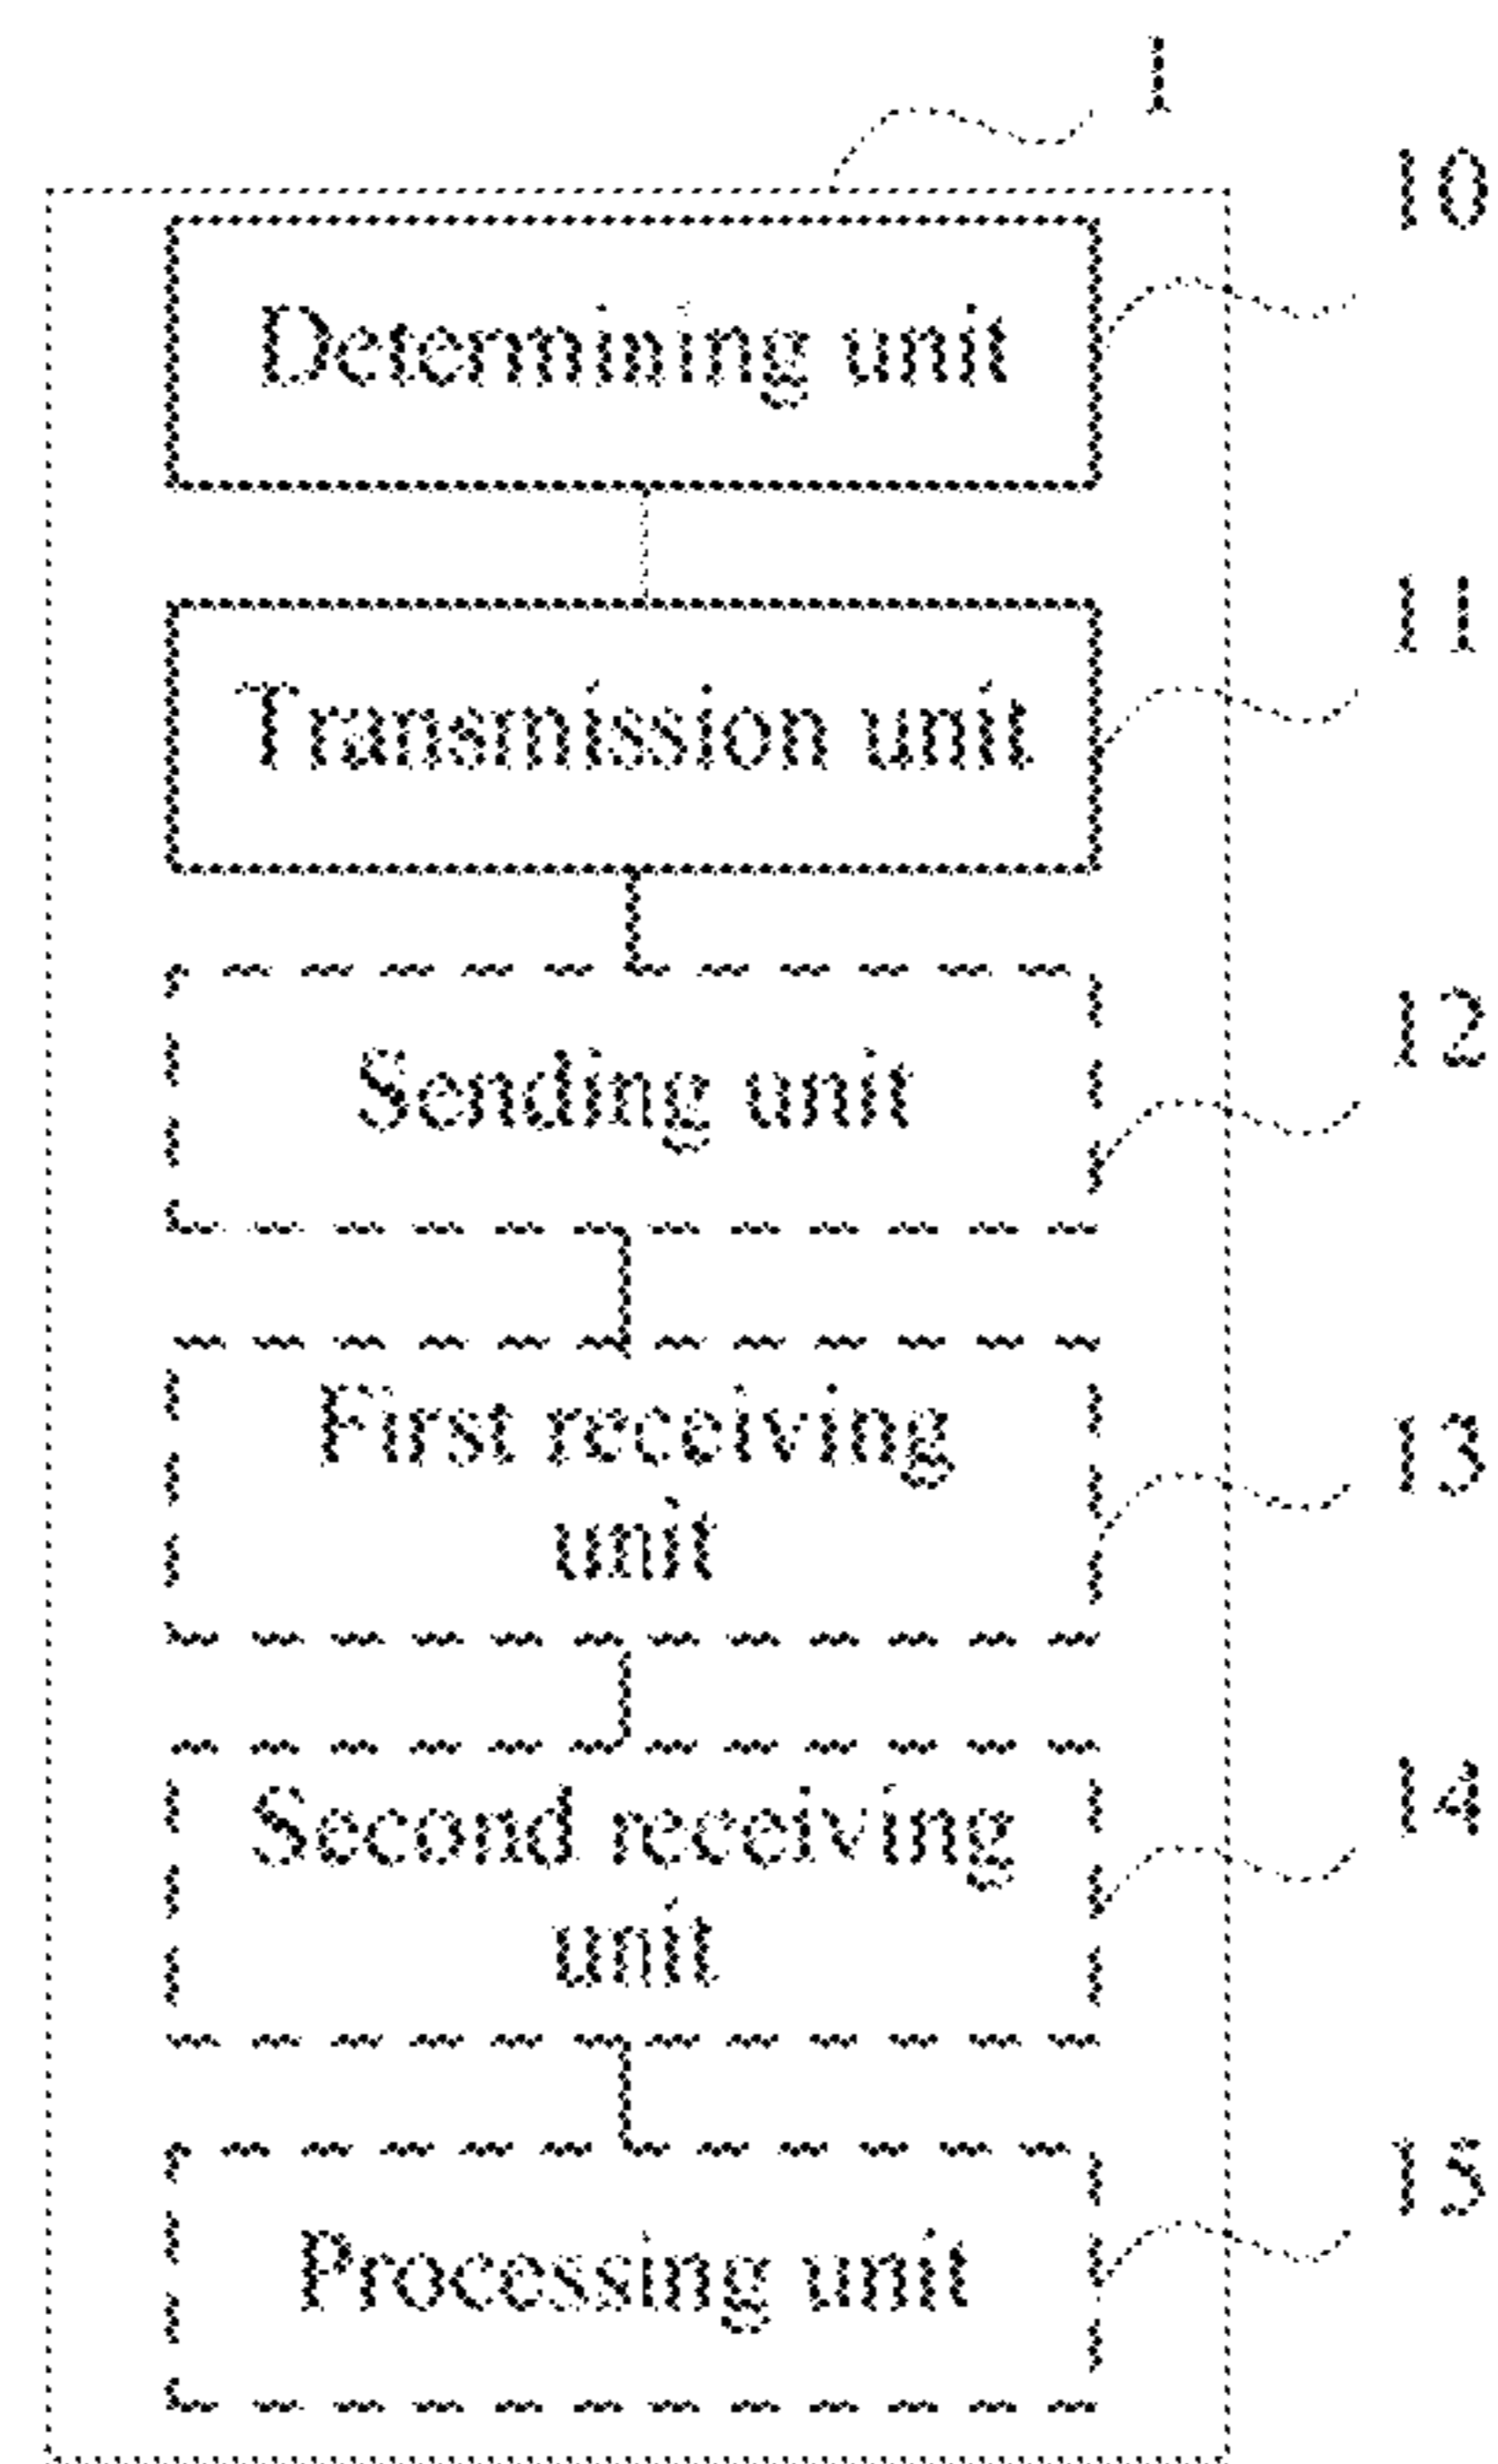 1
10
Determining unit
11
Transmission unit
12
Sending unit
13
First receiving
unit
14
Second receiving
unit
15
Processing unit